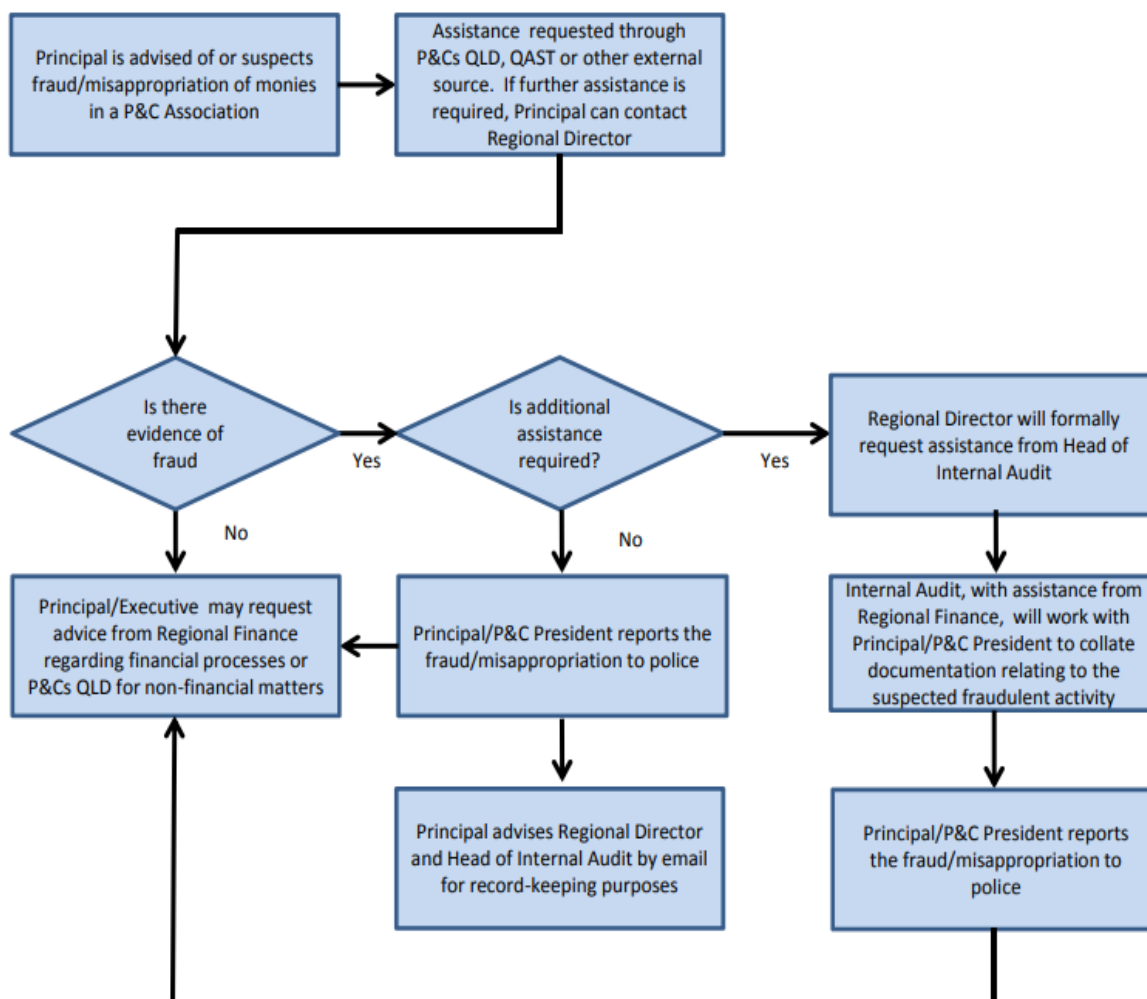 Principal is advised of or suspects
fraud/misappropriation of monies
in a P&C Association
Assistance requested through
P&Cs QLD, QAST or other external
source. If further assistance is
required, Principal can contact
Regional Director
Is there
evidence of
fraud
Yes
Is additional
assistance
required?
Yes
Regional Director will formally
request assistance from Head of
Internal Audit
No
No
Principal/Executive may request
advice from Regional Finance
regarding financial processes or
P&Cs QLD for non-financial matters
Principal/P&C President reports the
fraud/misappropriation to police
Internal Audit, with assistance from
Regional Finance, will work with
Principal/P&C President to collate
documentation relating to the
suspected fraudulent activity
Principal advises Regional Director
and Head of Internal Audit by email
for record-keeping purposes
Principal/P&C President reports
the fraud/misappropriation to
police